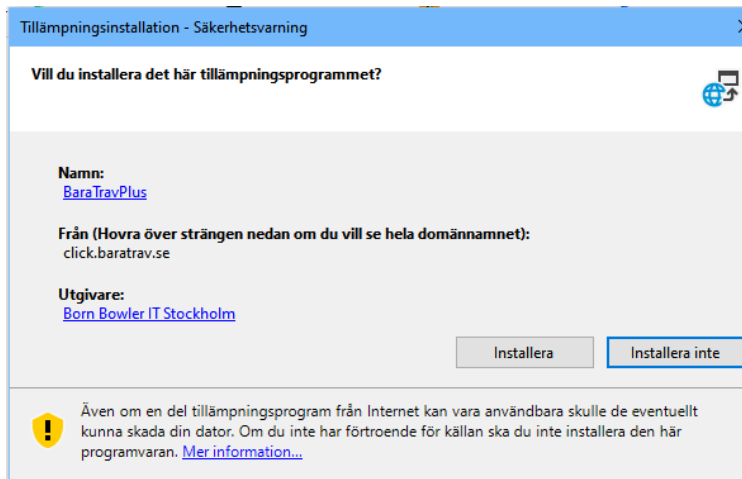 Tillämpningsinstallation - Säkerhetsvarning
Vill du installera det här tillämpningsprogrammet?
Namn:
BaraTravPlus
Från (Hovra över strängen nedan om du vill se hela domännamnet):
click.baratrav.se
Utgivare:
Born Bowler IT Stockholm
Installera
Installera inte
Även om en del tillämpningsprogram från Internet kan vara användbara skulle de eventuellt
kunna skada din dator. Om du inte har förtroende för källan ska du inte installera den här
programvaran. Mer information...